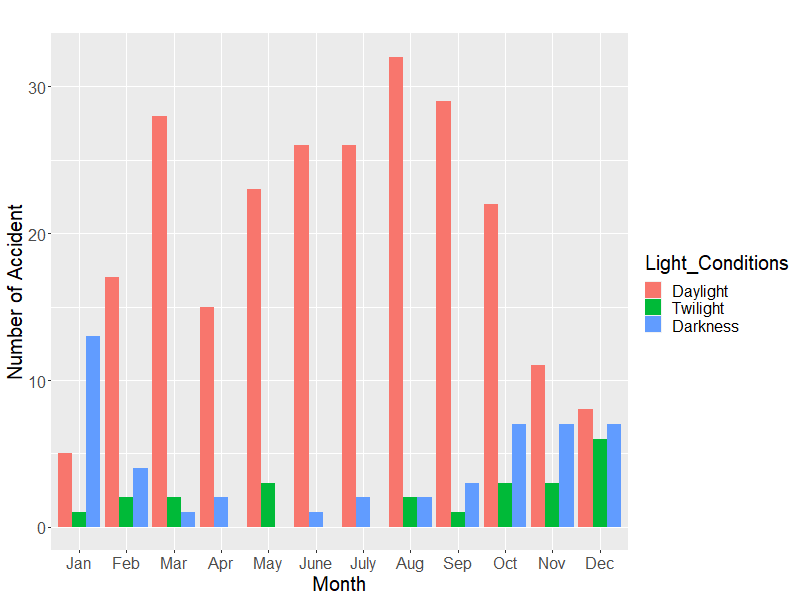 30
20
10
0
Number of Accident
Jan Feb Mar Apr May June July Aug Sep Oct Nov Dec
Month
Light_Conditions
Daylight
Twilight
Darkness